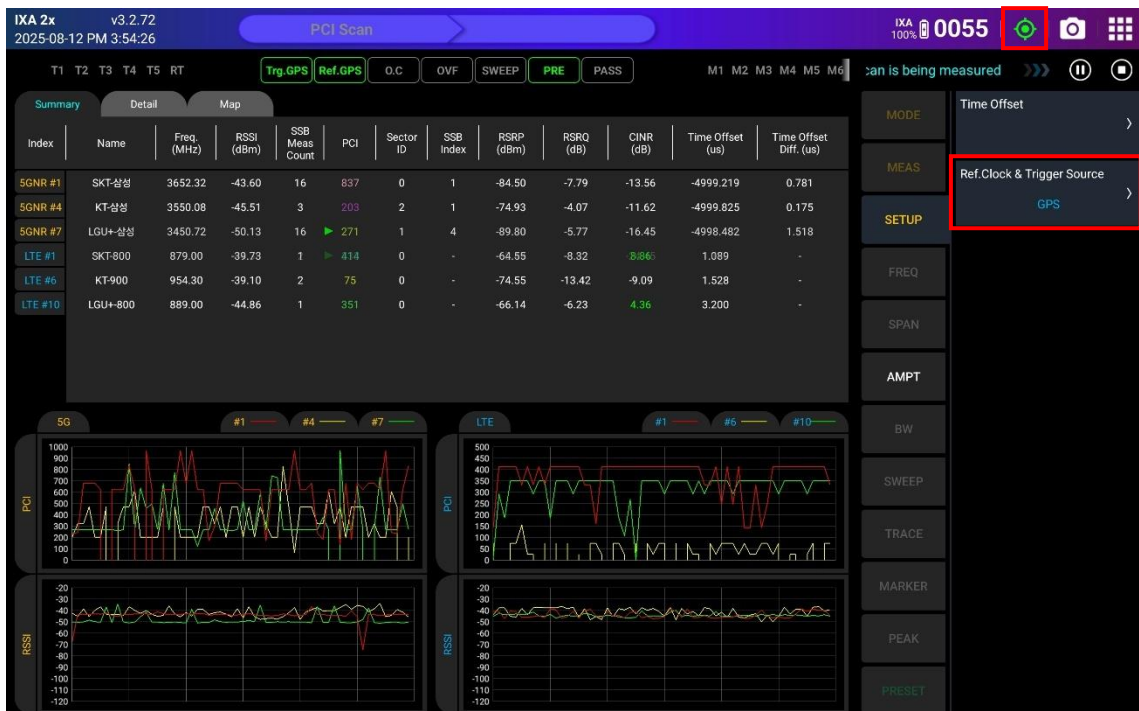 IXA 2x v3.2.72
2025-08-12 PM 3:54:26
PCI Scan
IXA 100% 0055
T1 T2 T3 T4 T5 RT Trg.GPS Ref.GPS O.C OVF SWEEP PRE PASS M1 M2 M3 M4 M5 M6 can is being measured
Summary Detail Map
Index Name Freq. (MHz) RSSI (dBm) SSB Meas Count PCI Sector ID SSB Index RSRP (dBm) RSRQ (dB) CINR (dB) Time Offset (us) Time Offset Diff. (us)
5GNR #1 SKT-삼성 3652.32 -43.60 16 837 0 1 -84.50 -7.79 -13.56 -4999.219 0.781
5GNR #4 KT-삼성 3550.08 -45.51 3 203 2 1 -74.93 -4.07 -11.62 -4999.825 0.175
5GNR #7 LGU+-삼성 3450.72 -50.13 16 271 1 4 -89.80 -5.77 -16.45 -4998.482 1.518
LTE #1 SKT-800 879.00 -39.73 1 414 0 - -64.55 -8.32 1.089 -
LTE #6 KT-900 954.30 -39.10 2 75 0 - -74.55 -13.42 -9.09 1.528 -
LTE #10 LGU+-800 889.00 -44.86 1 351 0 - -66.14 -6.23 4.36 3.200 -
MODE
MEAS
SETUP
FREQ
SPAN
AMPT
BW
SWEEP
TRACE
MARKER
PEAK
PRESET
Time Offset
Ref.Clock & Trigger Source
GPS
5G #1 #4 #7
PCI
1000
900
800
700
600
500
400
300
200
100
0
RSSI
-20
-30
-40
-50
-60
-70
-80
-90
-100
-110
-120
LTE #1 #6 #10
PCI
500
450
400
350
300
250
200
150
100
50
0
RSSI
-20
-30
-40
-50
-60
-70
-80
-90
-100
-110
-120